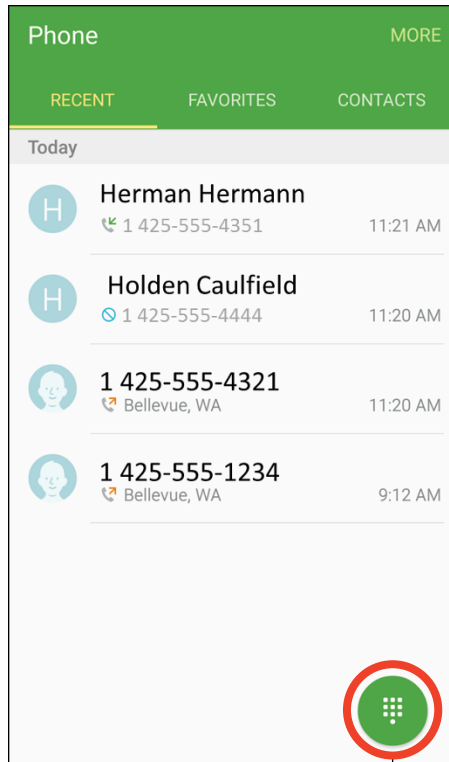 Phone
MORE
RECENT
FAVORITES
CONTACTS
Today
H
Herman Hermann
1 425-555-4351
11:21 AM
H
Holden Caulfield
1 425-555-4444
11:20 AM
1 425-555-4321
Bellevue, WA
11:20 AM
1 425-555-1234
Bellevue, WA
9:12 AM